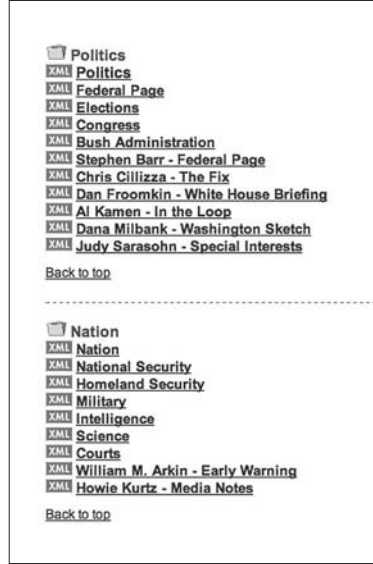 Politics
XML Politics
XML Federal Page
XML Elections
XML Congress
XML Bush Administration
XML Stephen Barr - Federal Page
XML Chris Cillizza - The Fix
XML Dan Froomkin - White House Briefing
XML Al Kamen - In the Loop
XML Dana Milbank - Washington Sketch
XML Judy Sarasohn - Special Interests
Back to top
Nation
XML Nation
XML National Security
XML Homeland Security
XML Military
XML Intelligence
XML Science
XML Courts
XML William M. Arkin - Early Warning
XML Howie Kurtz - Media Notes
Back to top